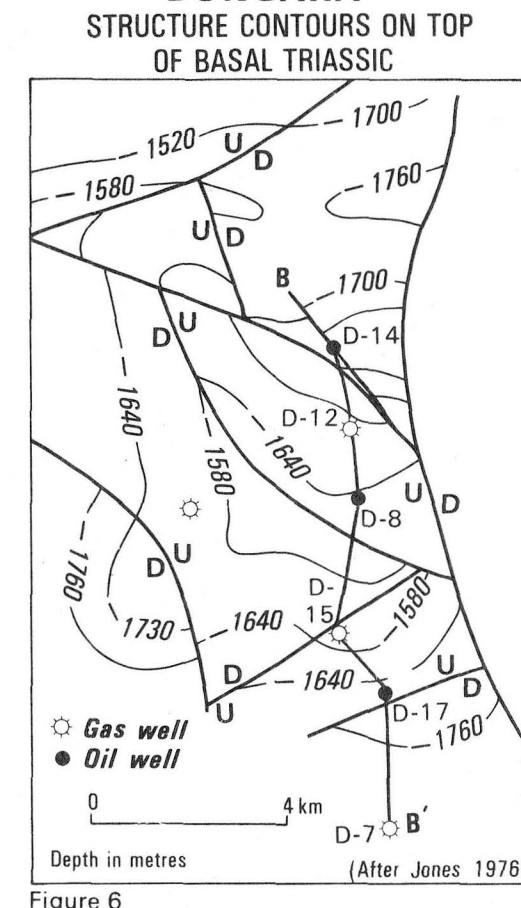 STRUCTURE CONTOURS ON TOP
OF BASAL TRIASSIC
1700
1520
U
D
1580
1760
U D
B
1700
D U
D-14
1640
D-12
1640
1580
D-8
U D
1760
D U
D-
15
1580
1730
1640
D
U
1640
U
D
D-17
1760
Gas well
Oil well
0 4 km
D-7 B′
Depth in metres
(After Jones 1976
Figure 6